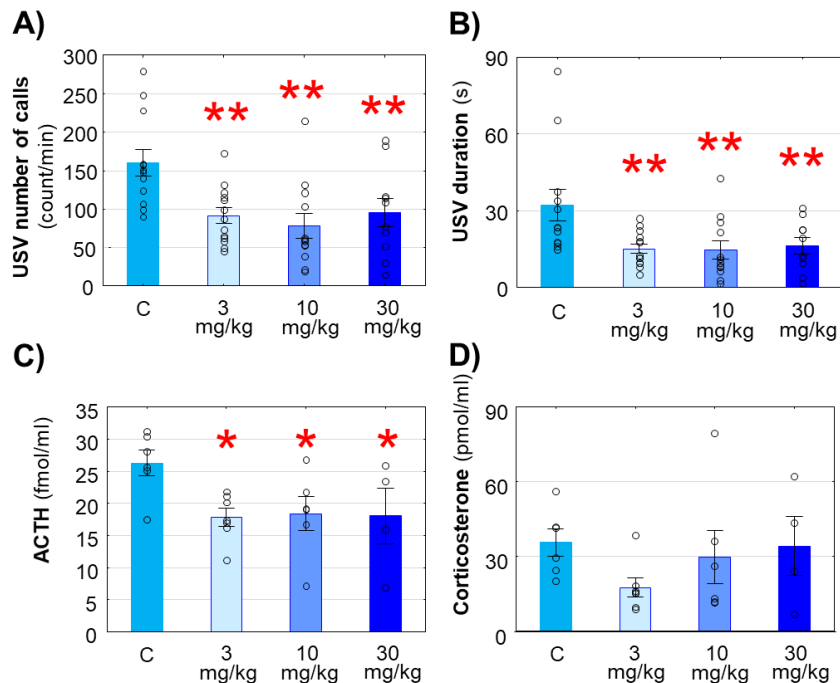 A)
USV number of calls
(count/min)
300
250
200
150
100
50
0
**
**
**
C
3
mg/kg
10
mg/kg
30
mg/kg
B)
USV duration (s)
90
60
30
0
**
**
**
C
3
mg/kg
10
mg/kg
30
mg/kg
C)
ACTH (fmol/ml)
35
30
25
20
15
10
5
0
*
*
*
C
3
mg/kg
10
mg/kg
30
mg/kg
D)
Corticosterone (pmol/ml)
90
60
30
0
C
3
mg/kg
10
mg/kg
30
mg/kg